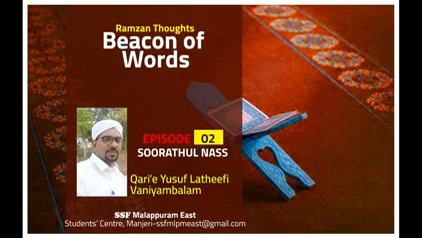 Ramzan Thoughts
Beacon of
Words
EPISODE 02
SOORATHUL NASS
Qari'e Yusuf Latheefi
Vaniyambalam
SSF Malappuram East
Students' Centre, Manjeri-ssfmlpmeast@gmail.com